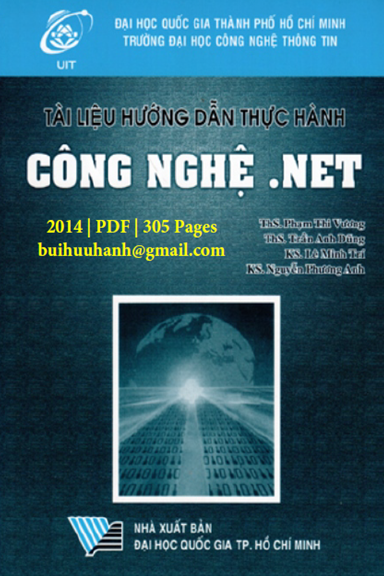 ĐẠI HỌC QUỐC GIA THÀNH PHỐ HỒ CHÍ MINH
TRƯỜNG ĐẠI HỌC CÔNG NGHỆ THÔNG TIN
UIT
TÀI LIỆU HƯỚNG DẪN THỰC HÀNH
CÔNG NGHỆ .NET
2014 | PDF | 305 Pages
buihuuhanh@gmail.com
ThS. Phạm Thi Vương
ThS. Trần Anh Dũng
KS. Lê Minh Trí
KS. Nguyễn Phương Anh
NHÀ XUẤT BẢN
ĐẠI HỌC QUỐC GIA TP. HỒ CHÍ MINH